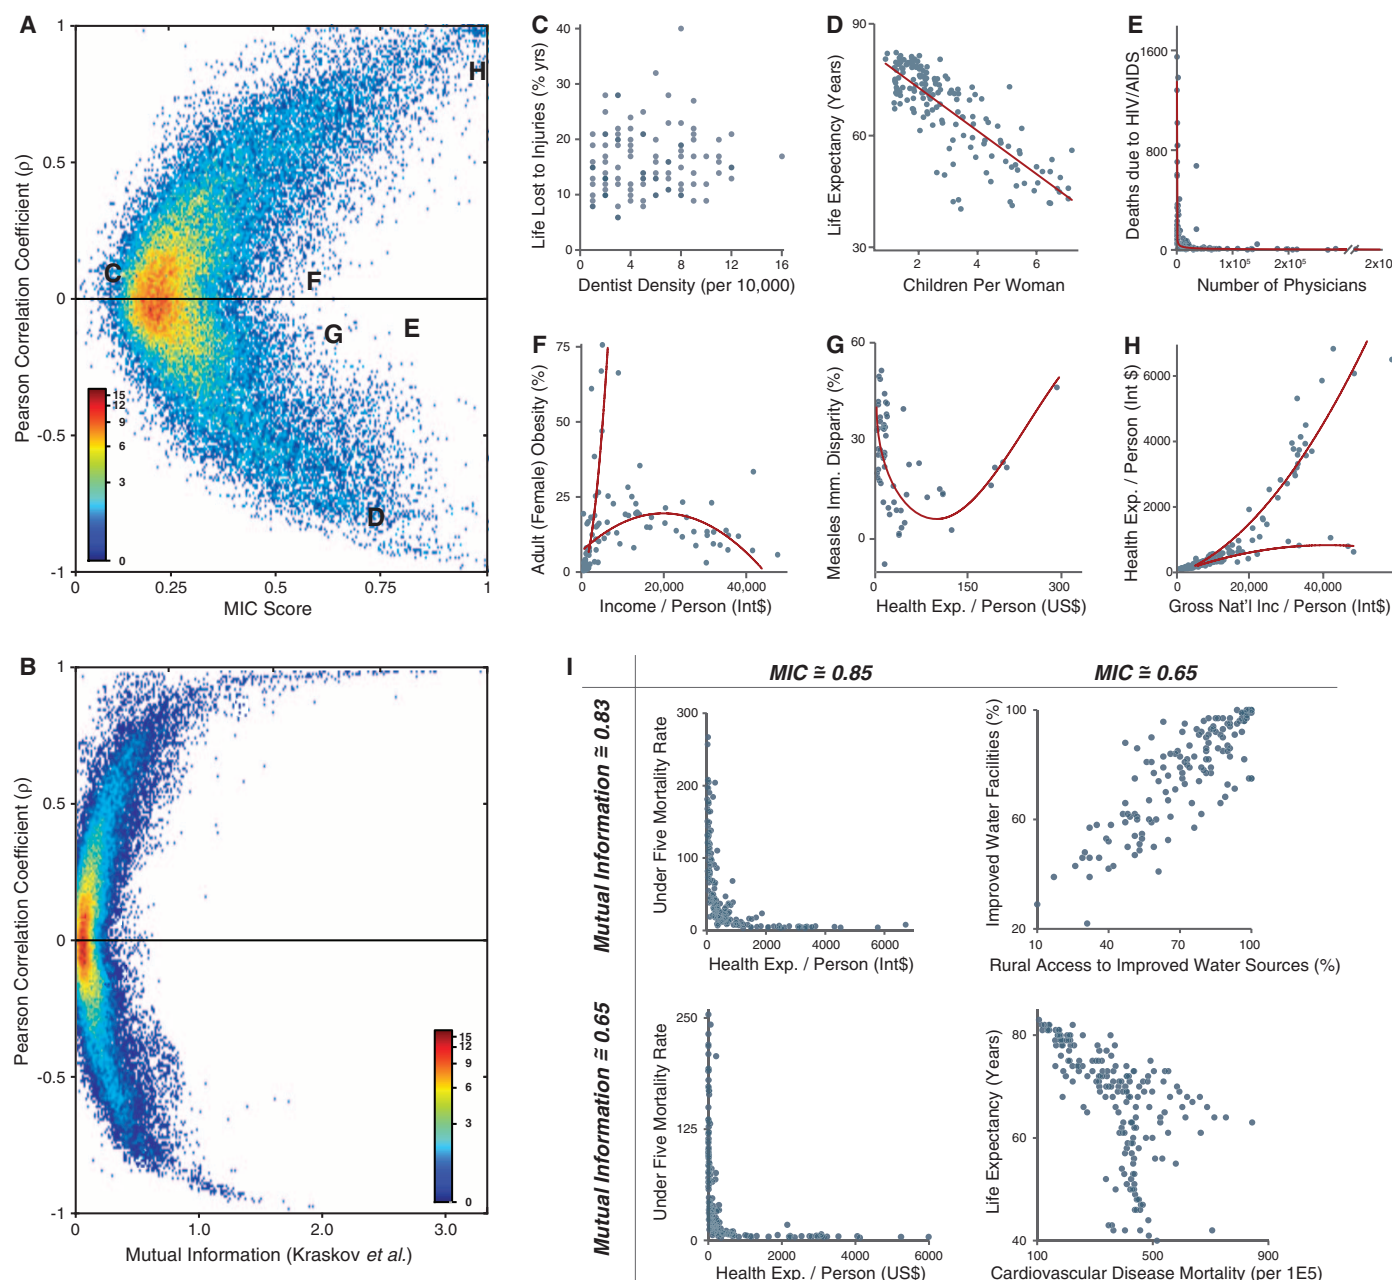 A
1
0.5
0
-0.5
-1
Pearson Correlation Coefficient (ρ)
C
F
G
E
H
D
15
12
9
6
3
0
0
0.25
0.5
0.75
1
MIC Score
C
Life Lost to Injuries (% yrs)
40
30
20
10
0
0
4
8
12
16
Dentist Density (per 10,000)
D
Life Expectancy (Years)
90
60
30
2
4
6
Children Per Woman
E
Deaths due to HIV/AIDS
1600
800
0
0
1x10⁵
2x10⁵
2x10
Number of Physicians
F
Adult (Female) Obesity (%)
75
50
25
0
0
20,000
40,000
Income / Person (Int$)
G
Measles Imm. Disparity (%)
60
30
0
0
150
300
Health Exp. / Person (US$)
H
Health Exp. / Person (Int $)
6000
4000
2000
0
0
20,000
40,000
Gross Nat'l Inc / Person (Int$)
B
1
0.5
0
-0.5
-1
Pearson Correlation Coefficient (ρ)
15
12
9
6
3
0
0
1.0
2.0
3.0
Mutual Information (Kraskov et al.)
I
MIC ≅ 0.85
MIC ≅ 0.65
Mutual Information ≅ 0.83
Under Five Mortality Rate
300
200
100
0
0
2000
4000
6000
Health Exp. / Person (Int$)
Improved Water Facilities (%)
100
60
20
10
40
70
100
Rural Access to Improved Water Sources (%)
Mutual Information ≅ 0.65
Under Five Mortality Rate
250
125
0
0
2000
4000
6000
Health Exp. / Person (US$)
Life Expectancy (Years)
80
60
40
100
500
900
Cardiovascular Disease Mortality (per 1E5)